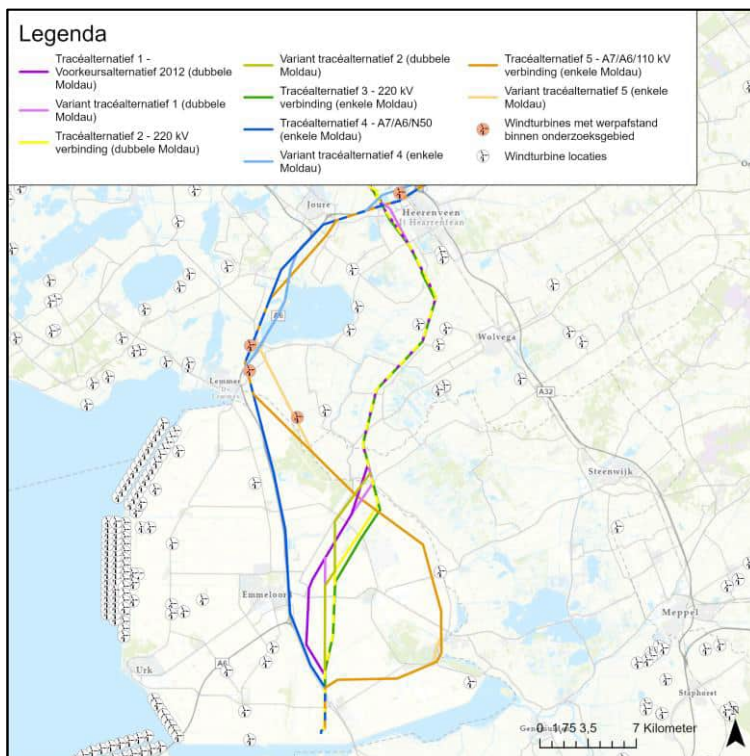 Legenda
Tracéalternatief 1 -
Voorkeursalternatief 2012 (dubbele
Moldau)
Variant tracéalternatief 1 (dubbele
Moldau)
Tracéalternatief 2 - 220 kV
verbinding (dubbele Moldau)
Variant tracéalternatief 2 (dubbele
Moldau)
Tracéalternatief 3 - 220 kV
verbinding (enkele Moldau)
Tracéalternatief 4 - A7/A6/N50
(enkele Moldau)
Variant tracéalternatief 4 (enkele
Moldau)
Tracéalternatief 5 - A7/A6/110 kV
verbinding (enkele Moldau)
Variant tracéalternatief 5 (enkele
Moldau)
Windturbines met werpafstand
binnen onderzoeksgebied
Windturbine locaties
Joure
Heerenveen
It Hearrenfean
A6
Wolvega
Lemmer
A32
Steenwijk
Emmeloord
Meppel
Urk
A6
Staphorst
N
0 1,75 3,5 7 Kilometer